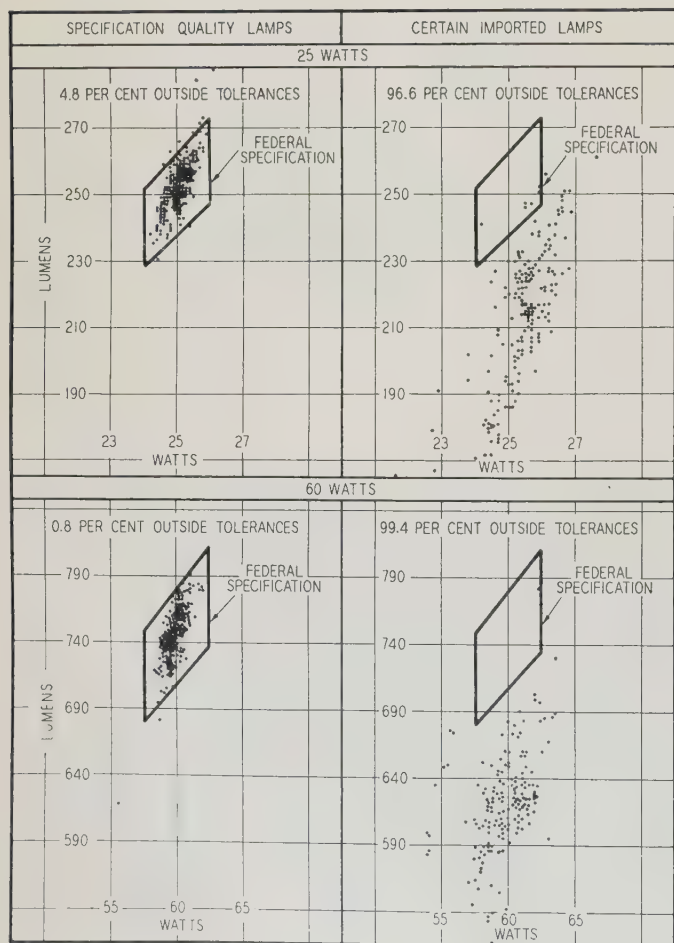 SPECIFICATION QUALITY LAMPS
CERTAIN IMPORTED LAMPS
25 WATTS
4.8 PER CENT OUTSIDE TOLERANCES
270
250
230
210
190
LUMENS
FEDERAL
SPECIFICATION
23 25 27
WATTS
96.6 PER CENT OUTSIDE TOLERANCES
270
250
230
210
190
FEDERAL
SPECIFICATION
23 25 27
WATTS
60 WATTS
0.8 PER CENT OUTSIDE TOLERANCES
790
740
690
640
590
LUMENS
FEDERAL
SPECIFICATION
55 60 65
WATTS
99.4 PER CENT OUTSIDE TOLERANCES
790
740
690
640
590
FEDERAL
SPECIFICATION
55 60 65
WATTS